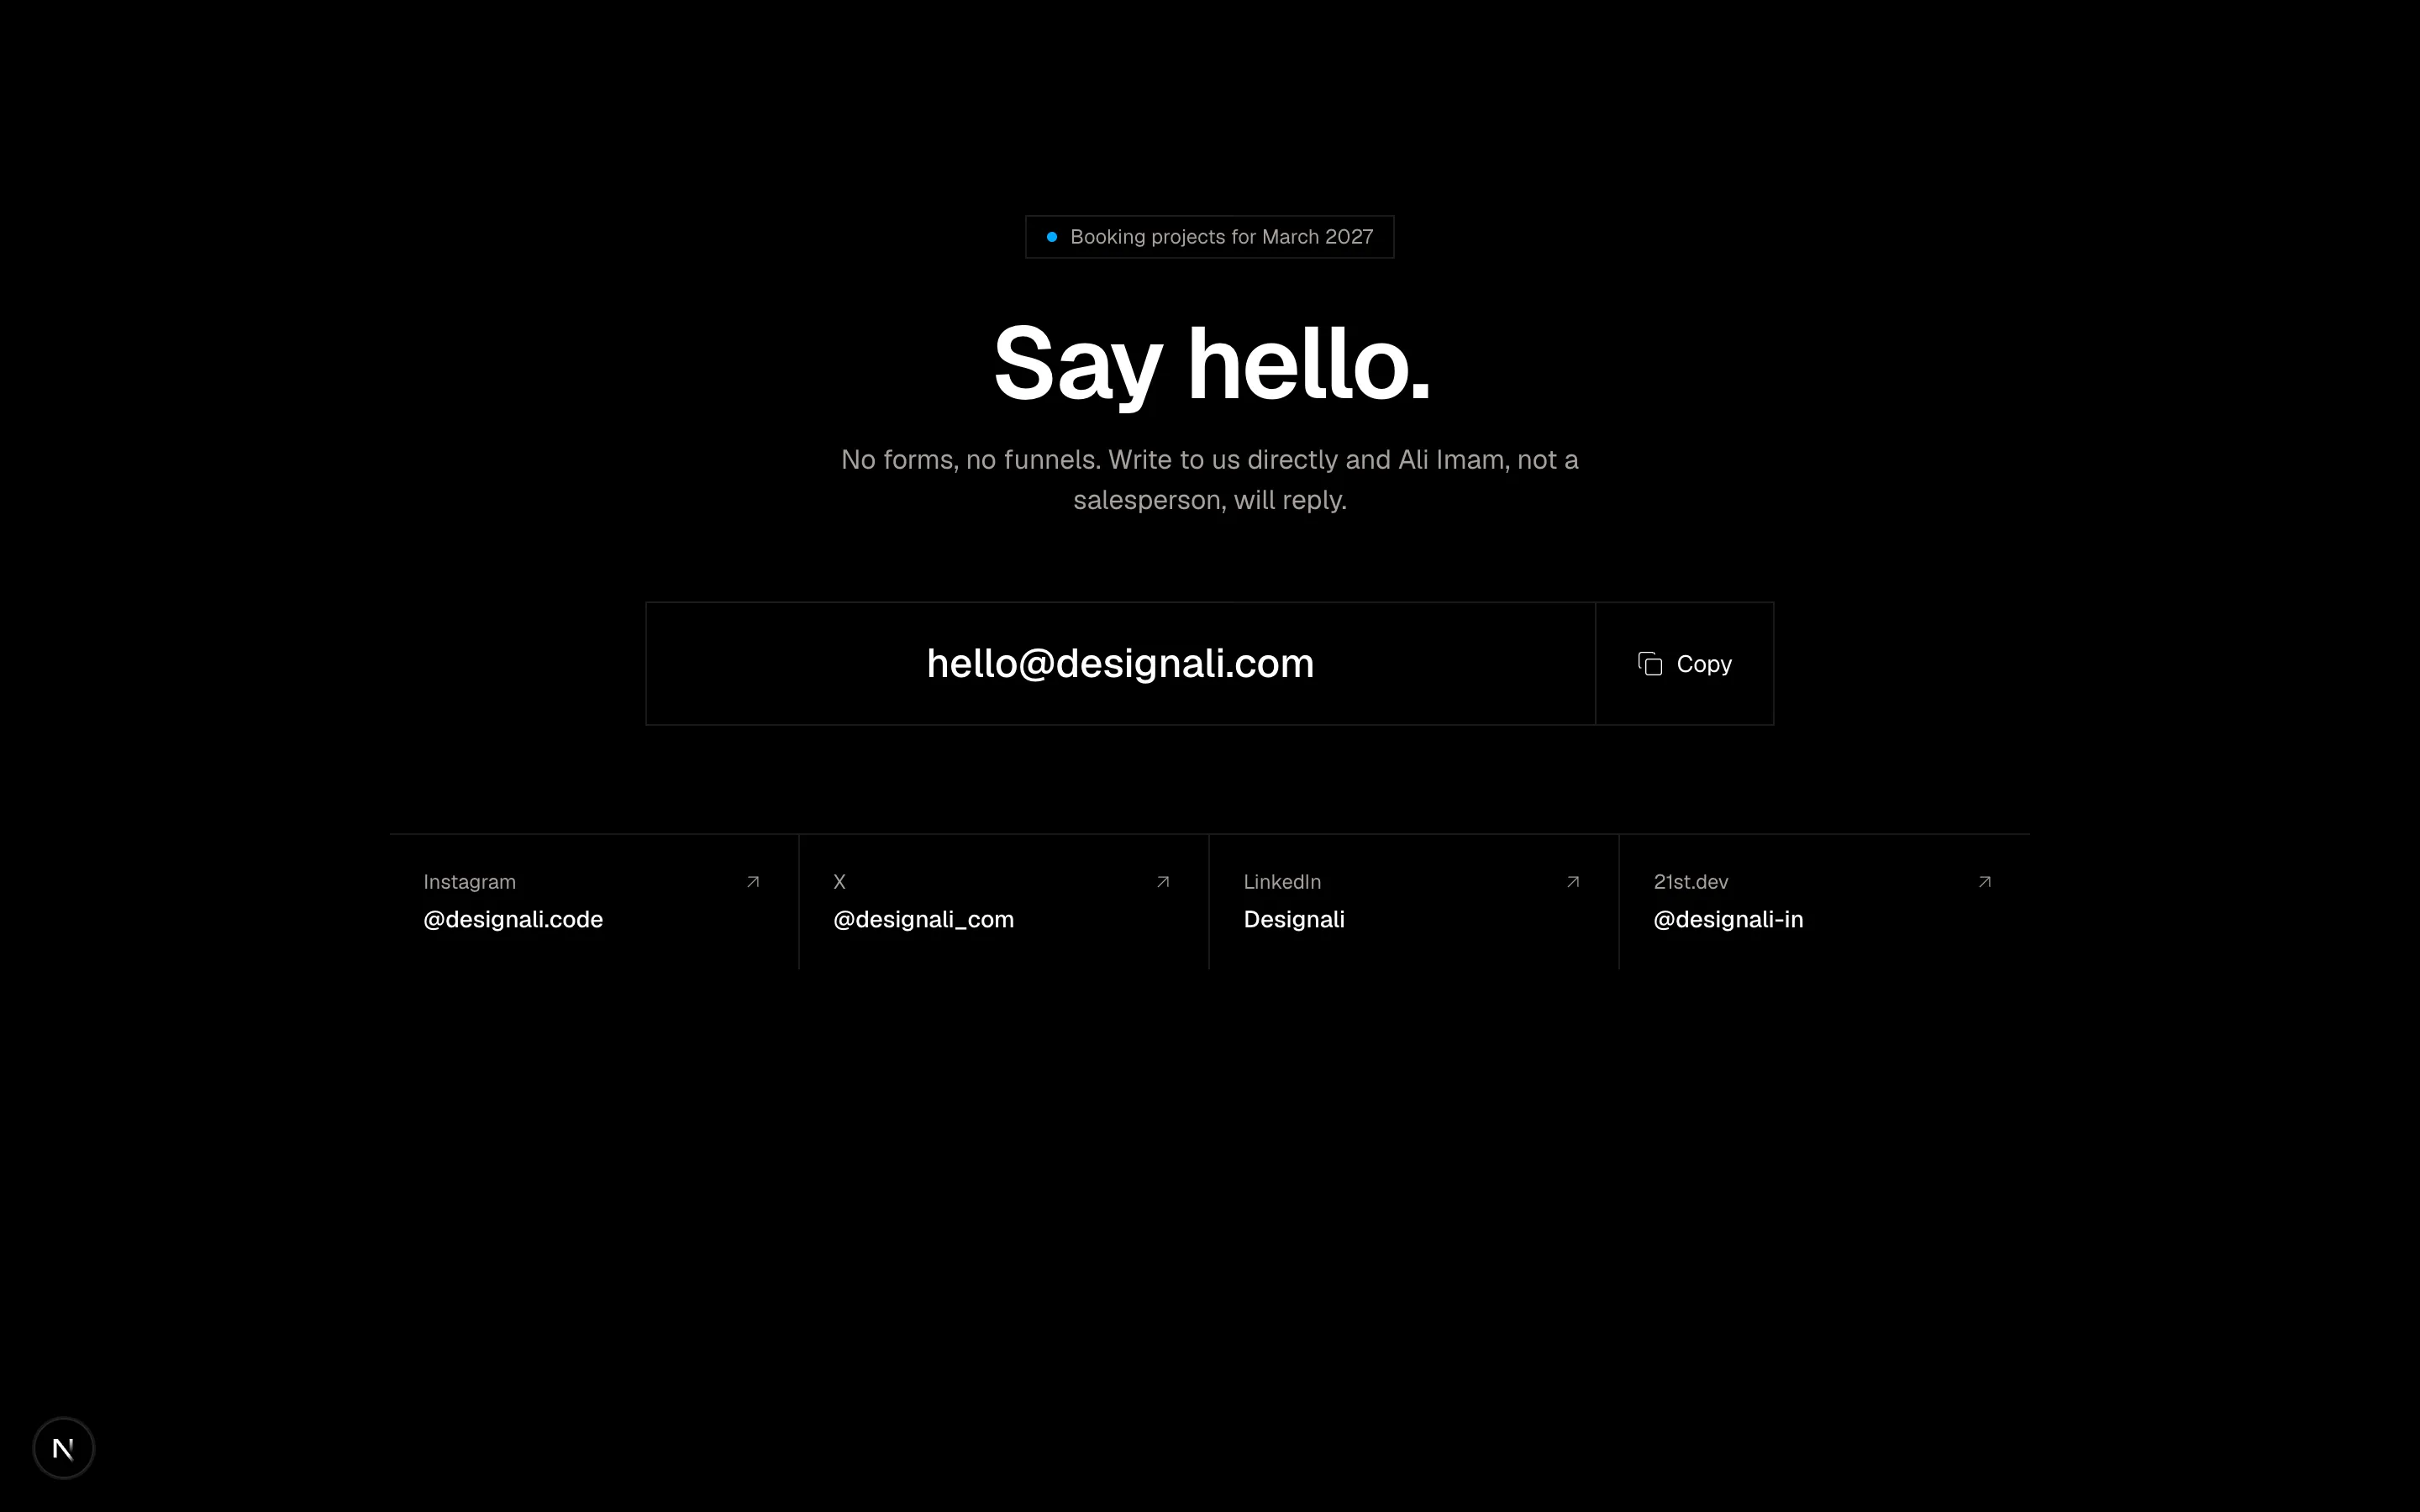 Booking projects for March 2027
Say hello.
No forms, no funnels. Write to us directly and Ali Imam, not a
salesperson, will reply.
hello@designali.com
Copy
Instagram
@designali.code
X
@designali_com
LinkedIn
Designali
21st.dev
@designali-in
N